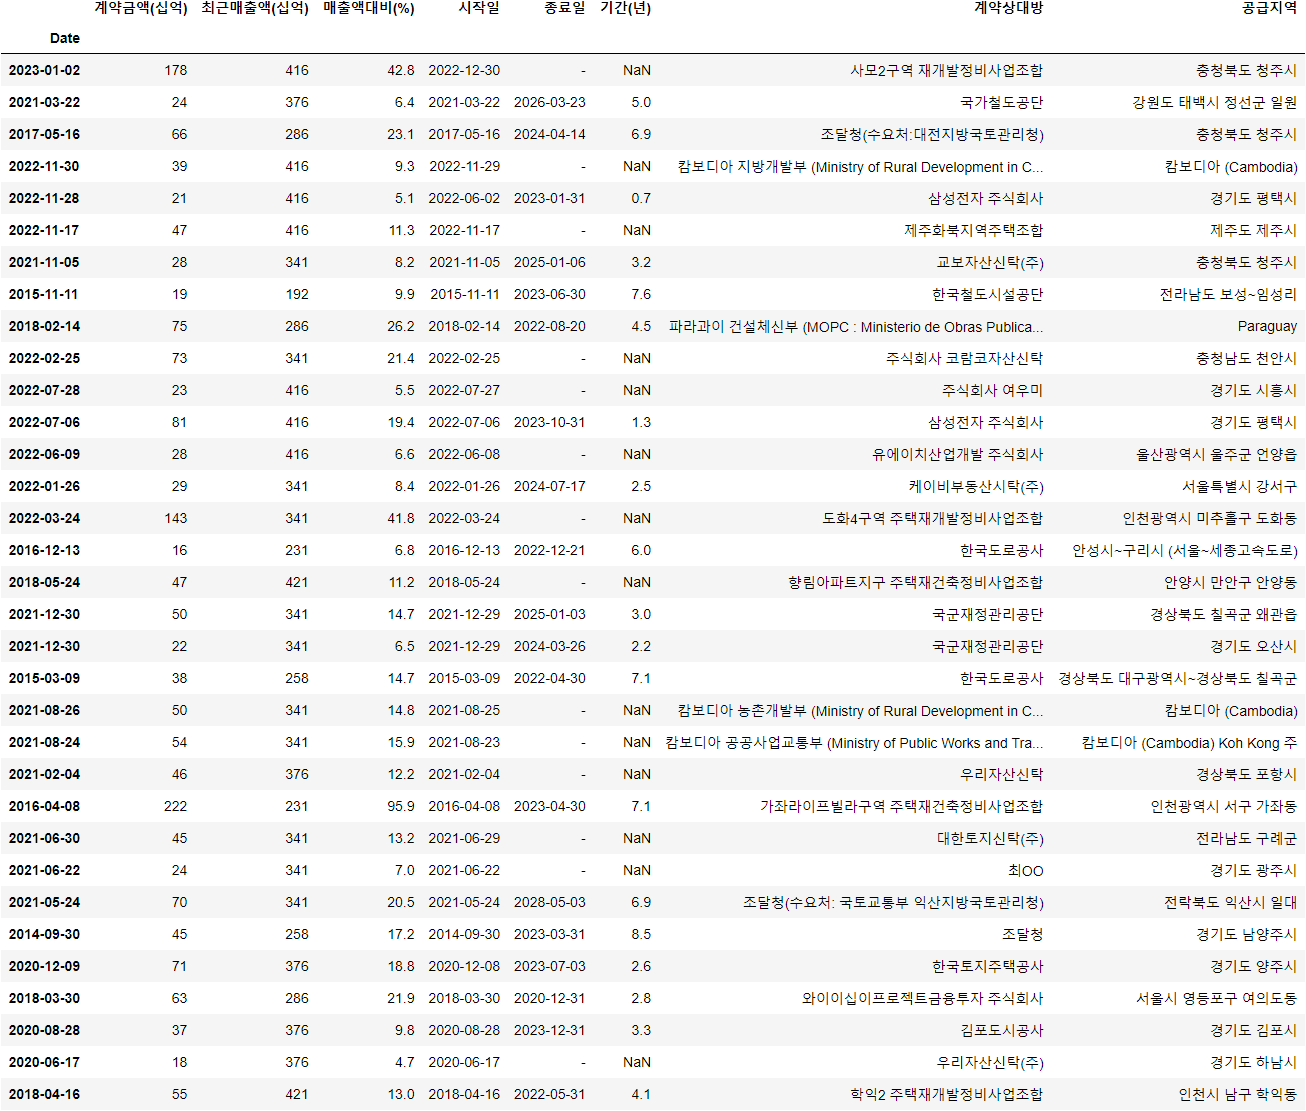 계약금액(십억) 최근매출액(십억) 매출액대비(%) 시작일 종료일 기간(년) 계약상대방 공급지역
Date
2023-01-02 178 416 42.8 2022-12-30 - NaN 사모2구역 재개발정비사업조합 충청북도 청주시
2021-03-22 24 376 6.4 2021-03-22 2026-03-23 5.0 국가철도공단 강원도 태백시 정선군 일원
2017-05-16 66 286 23.1 2017-05-16 2024-04-14 6.9 조달청(수요처:대전지방국토관리청) 충청북도 청주시
2022-11-30 39 416 9.3 2022-11-29 - NaN 캄보디아 지방개발부 (Ministry of Rural Development in C... 캄보디아 (Cambodia)
2022-11-28 21 416 5.1 2022-06-02 2023-01-31 0.7 삼성전자 주식회사 경기도 평택시
2022-11-17 47 416 11.3 2022-11-17 - NaN 제주화북지역주택조합 제주도 제주시
2021-11-05 28 341 8.2 2021-11-05 2025-01-06 3.2 교보자산신탁(주) 충청북도 청주시
2015-11-11 19 192 9.9 2015-11-11 2023-06-30 7.6 한국철도시설공단 전라남도 보성~임성리
2018-02-14 75 286 26.2 2018-02-14 2022-08-20 4.5 파라과이 건설체신부 (MOPC : Ministerio de Obras Publica... Paraguay
2022-02-25 73 341 21.4 2022-02-25 - NaN 주식회사 코람코자산신탁 충청남도 천안시
2022-07-28 23 416 5.5 2022-07-27 - NaN 주식회사 여우미 경기도 시흥시
2022-07-06 81 416 19.4 2022-07-06 2023-10-31 1.3 삼성전자 주식회사 경기도 평택시
2022-06-09 28 416 6.6 2022-06-08 - NaN 유에이치산업개발 주식회사 울산광역시 울주군 언양읍
2022-01-26 29 341 8.4 2022-01-26 2024-07-17 2.5 케이비부동산시탁(주) 서울특별시 강서구
2022-03-24 143 341 41.8 2022-03-24 - NaN 도화4구역 주택재개발정비사업조합 인천광역시 미추홀구 도화동
2016-12-13 16 231 6.8 2016-12-13 2022-12-21 6.0 한국도로공사 안성시~구리시 (서울~세종고속도로)
2018-05-24 47 421 11.2 2018-05-24 - NaN 향림아파트지구 주택재건축정비사업조합 안양시 만안구 안양동
2021-12-30 50 341 14.7 2021-12-29 2025-01-03 3.0 국군재정관리공단 경상북도 칠곡군 왜관읍
2021-12-30 22 341 6.5 2021-12-29 2024-03-26 2.2 국군재정관리공단 경기도 오산시
2015-03-09 38 258 14.7 2015-03-09 2022-04-30 7.1 한국도로공사 경상북도 대구광역시~경상북도 칠곡군
2021-08-26 50 341 14.8 2021-08-25 - NaN 캄보디아 농촌개발부 (Ministry of Rural Development in C... 캄보디아 (Cambodia)
2021-08-24 54 341 15.9 2021-08-23 - NaN 캄보디아 공공사업교통부 (Ministry of Public Works and Tra... 캄보디아 (Cambodia) Koh Kong 주
2021-02-04 46 376 12.2 2021-02-04 - NaN 우리자산신탁 경상북도 포항시
2016-04-08 222 231 95.9 2016-04-08 2023-04-30 7.1 가좌라이프빌라구역 주택재건축정비사업조합 인천광역시 서구 가좌동
2021-06-30 45 341 13.2 2021-06-29 - NaN 대한토지신탁(주) 전라남도 구례군
2021-06-22 24 341 7.0 2021-06-22 - NaN 최OO 경기도 광주시
2021-05-24 70 341 20.5 2021-05-24 2028-05-03 6.9 조달청(수요처: 국토교통부 익산지방국토관리청) 전락북도 익산시 일대
2014-09-30 45 258 17.2 2014-09-30 2023-03-31 8.5 조달청 경기도 남양주시
2020-12-09 71 376 18.8 2020-12-08 2023-07-03 2.6 한국토지주택공사 경기도 양주시
2018-03-30 63 286 21.9 2018-03-30 2020-12-31 2.8 와이이십이프로젝트금융투자 주식회사 서울시 영등포구 여의도동
2020-08-28 37 376 9.8 2020-08-28 2023-12-31 3.3 김포도시공사 경기도 김포시
2020-06-17 18 376 4.7 2020-06-17 - NaN 우리자산신탁(주) 경기도 하남시
2018-04-16 55 421 13.0 2018-04-16 2022-05-31 4.1 학익2 주택재개발정비사업조합 인천시 남구 학익동